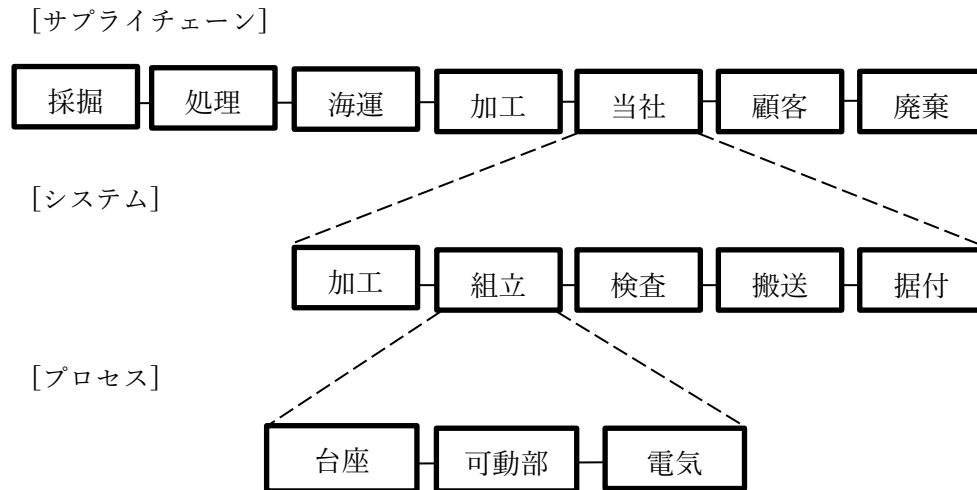 [サプライチェーン]
採掘 処理 海運 加工 当社 顧客 廃棄
[システム]
加工 組立 検査 搬送 据付
[プロセス]
台座 可動部 電気